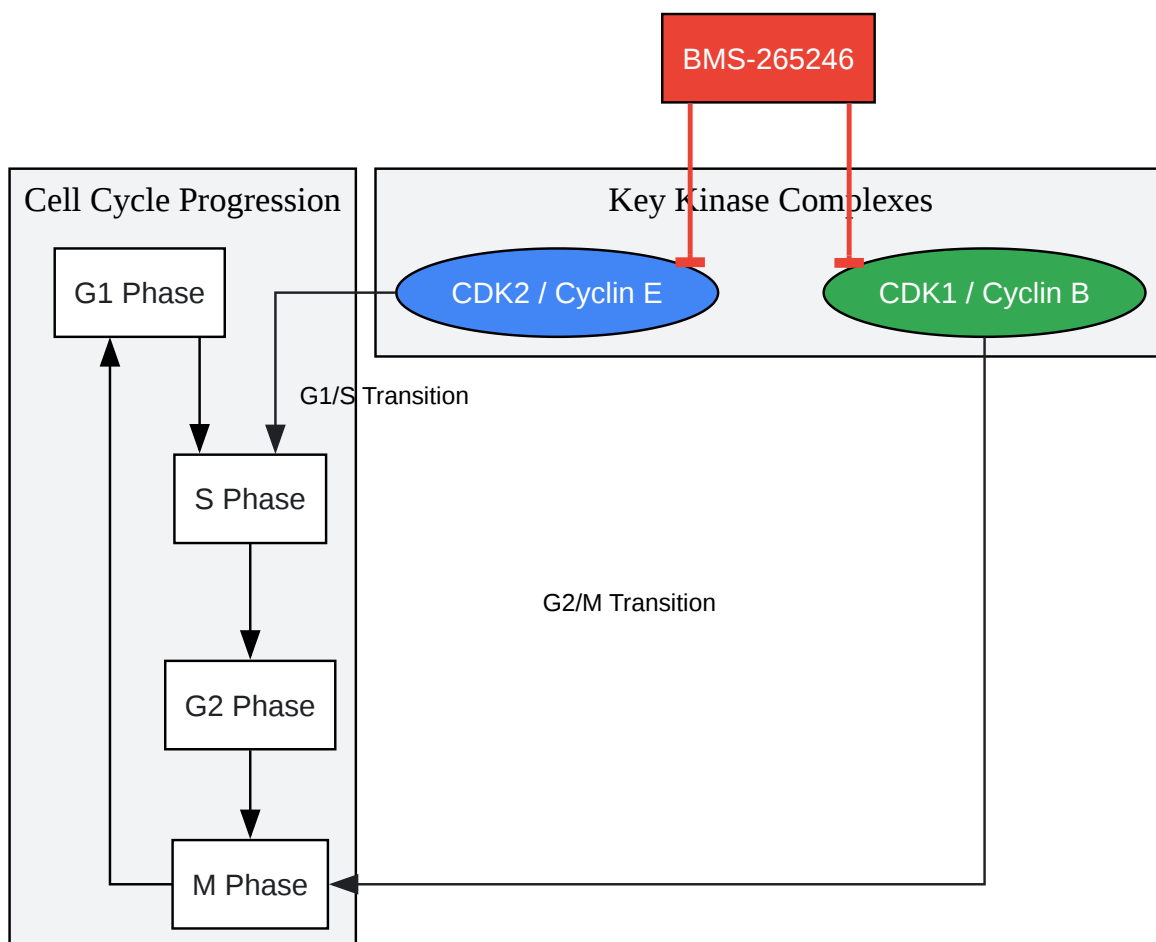 BMS-265246
Cell Cycle Progression
Key Kinase Complexes
G1 Phase
CDK2 / Cyclin E
CDK1 / Cyclin B
G1/S Transition
S Phase
G2/M Transition
G2 Phase
M Phase